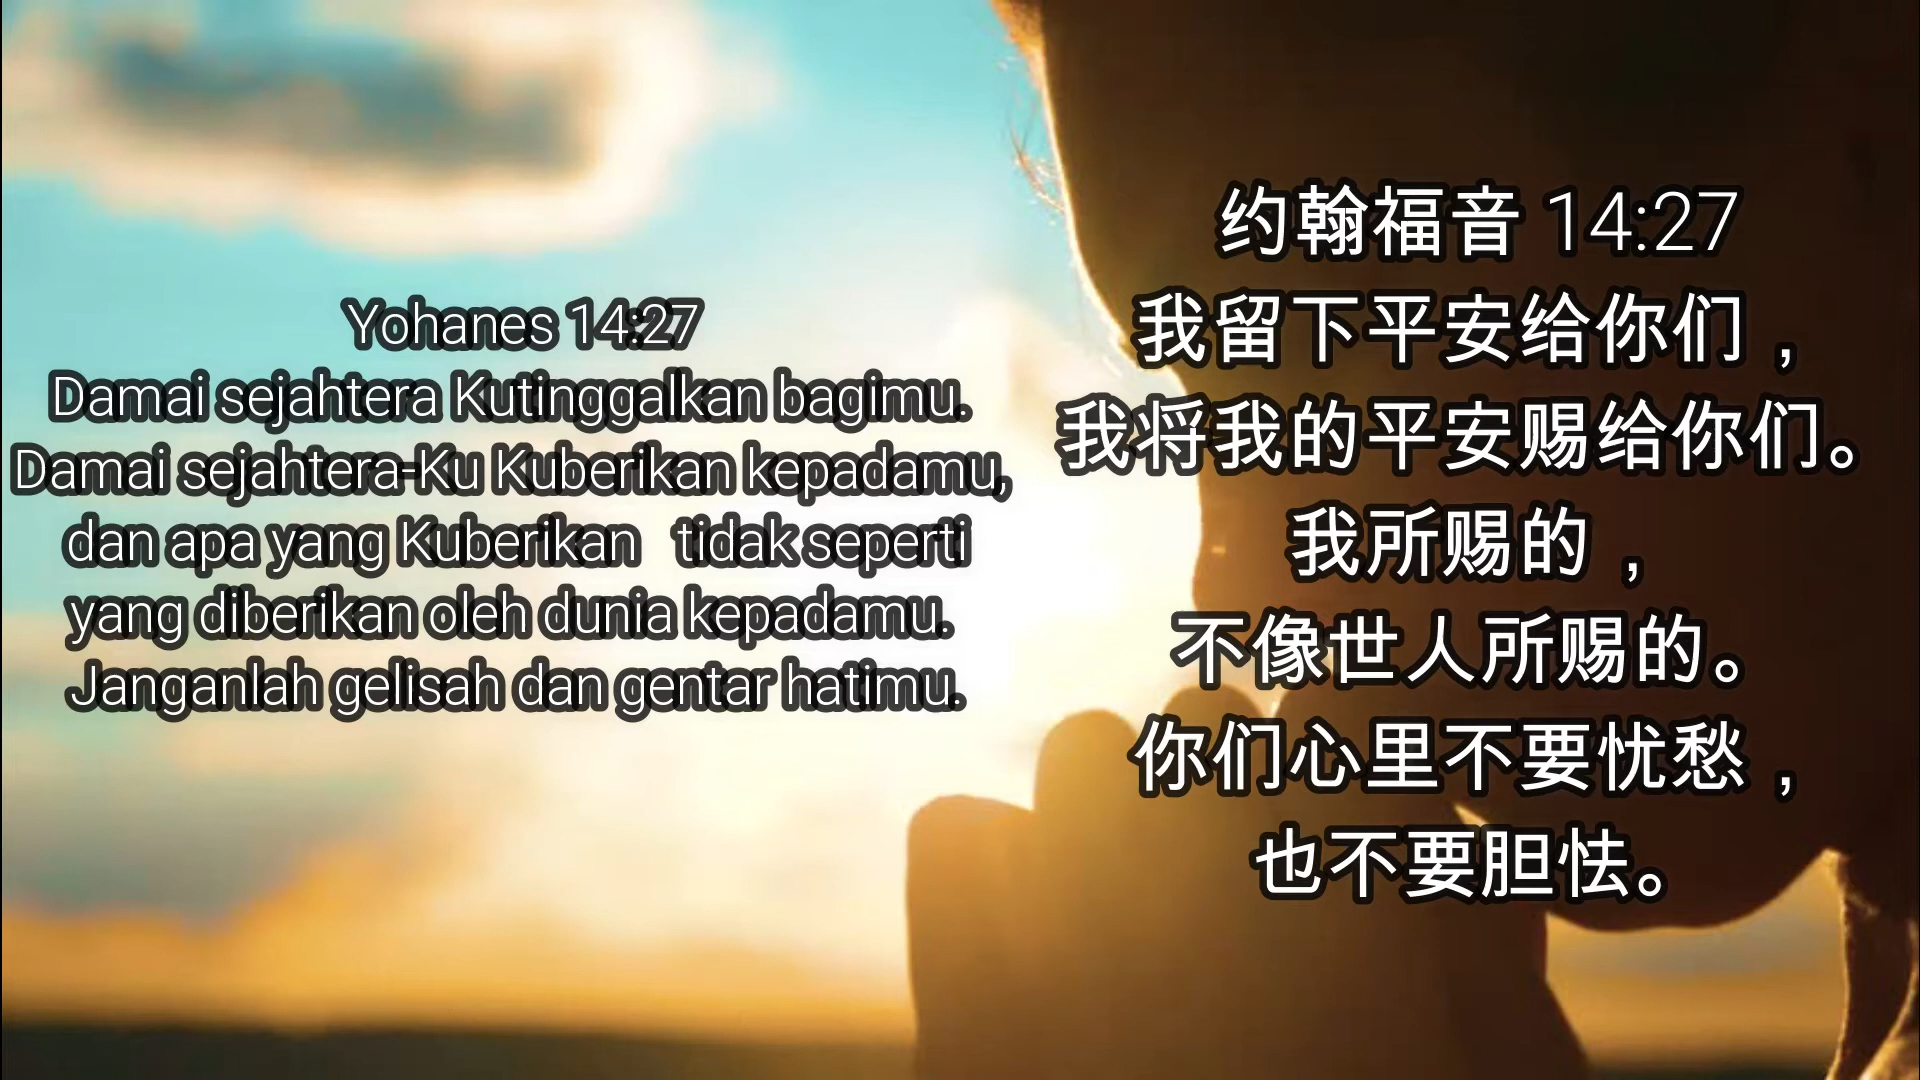 Yohanes 14:27
Damai sejahtera Kutinggalkan bagimu.
Damai sejahtera-Ku Kuberikan kepadamu,
dan apa yang Kuberikan tidak seperti
yang diberikan oleh dunia kepadamu.
Janganlah gelisah dan gentar hatimu.
约翰福音 14:27
我留下平安给你们，
我将我的平安赐给你们。
我所赐的，
不像世人所赐的。
你们心里不要忧愁，
也不要胆怯。